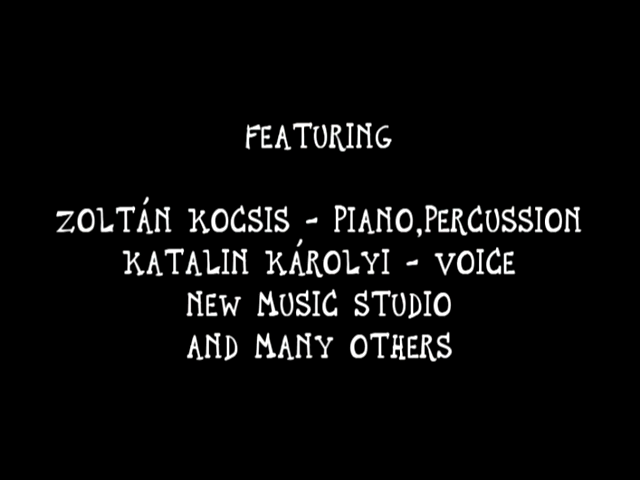 FEATURING
ZOLTÁN KOCSIS - PIANO,PERCUSSION
KATALIN KÁROLYI - VOICE
NEW MUSIC STUDIO
AND MANY OTHERS